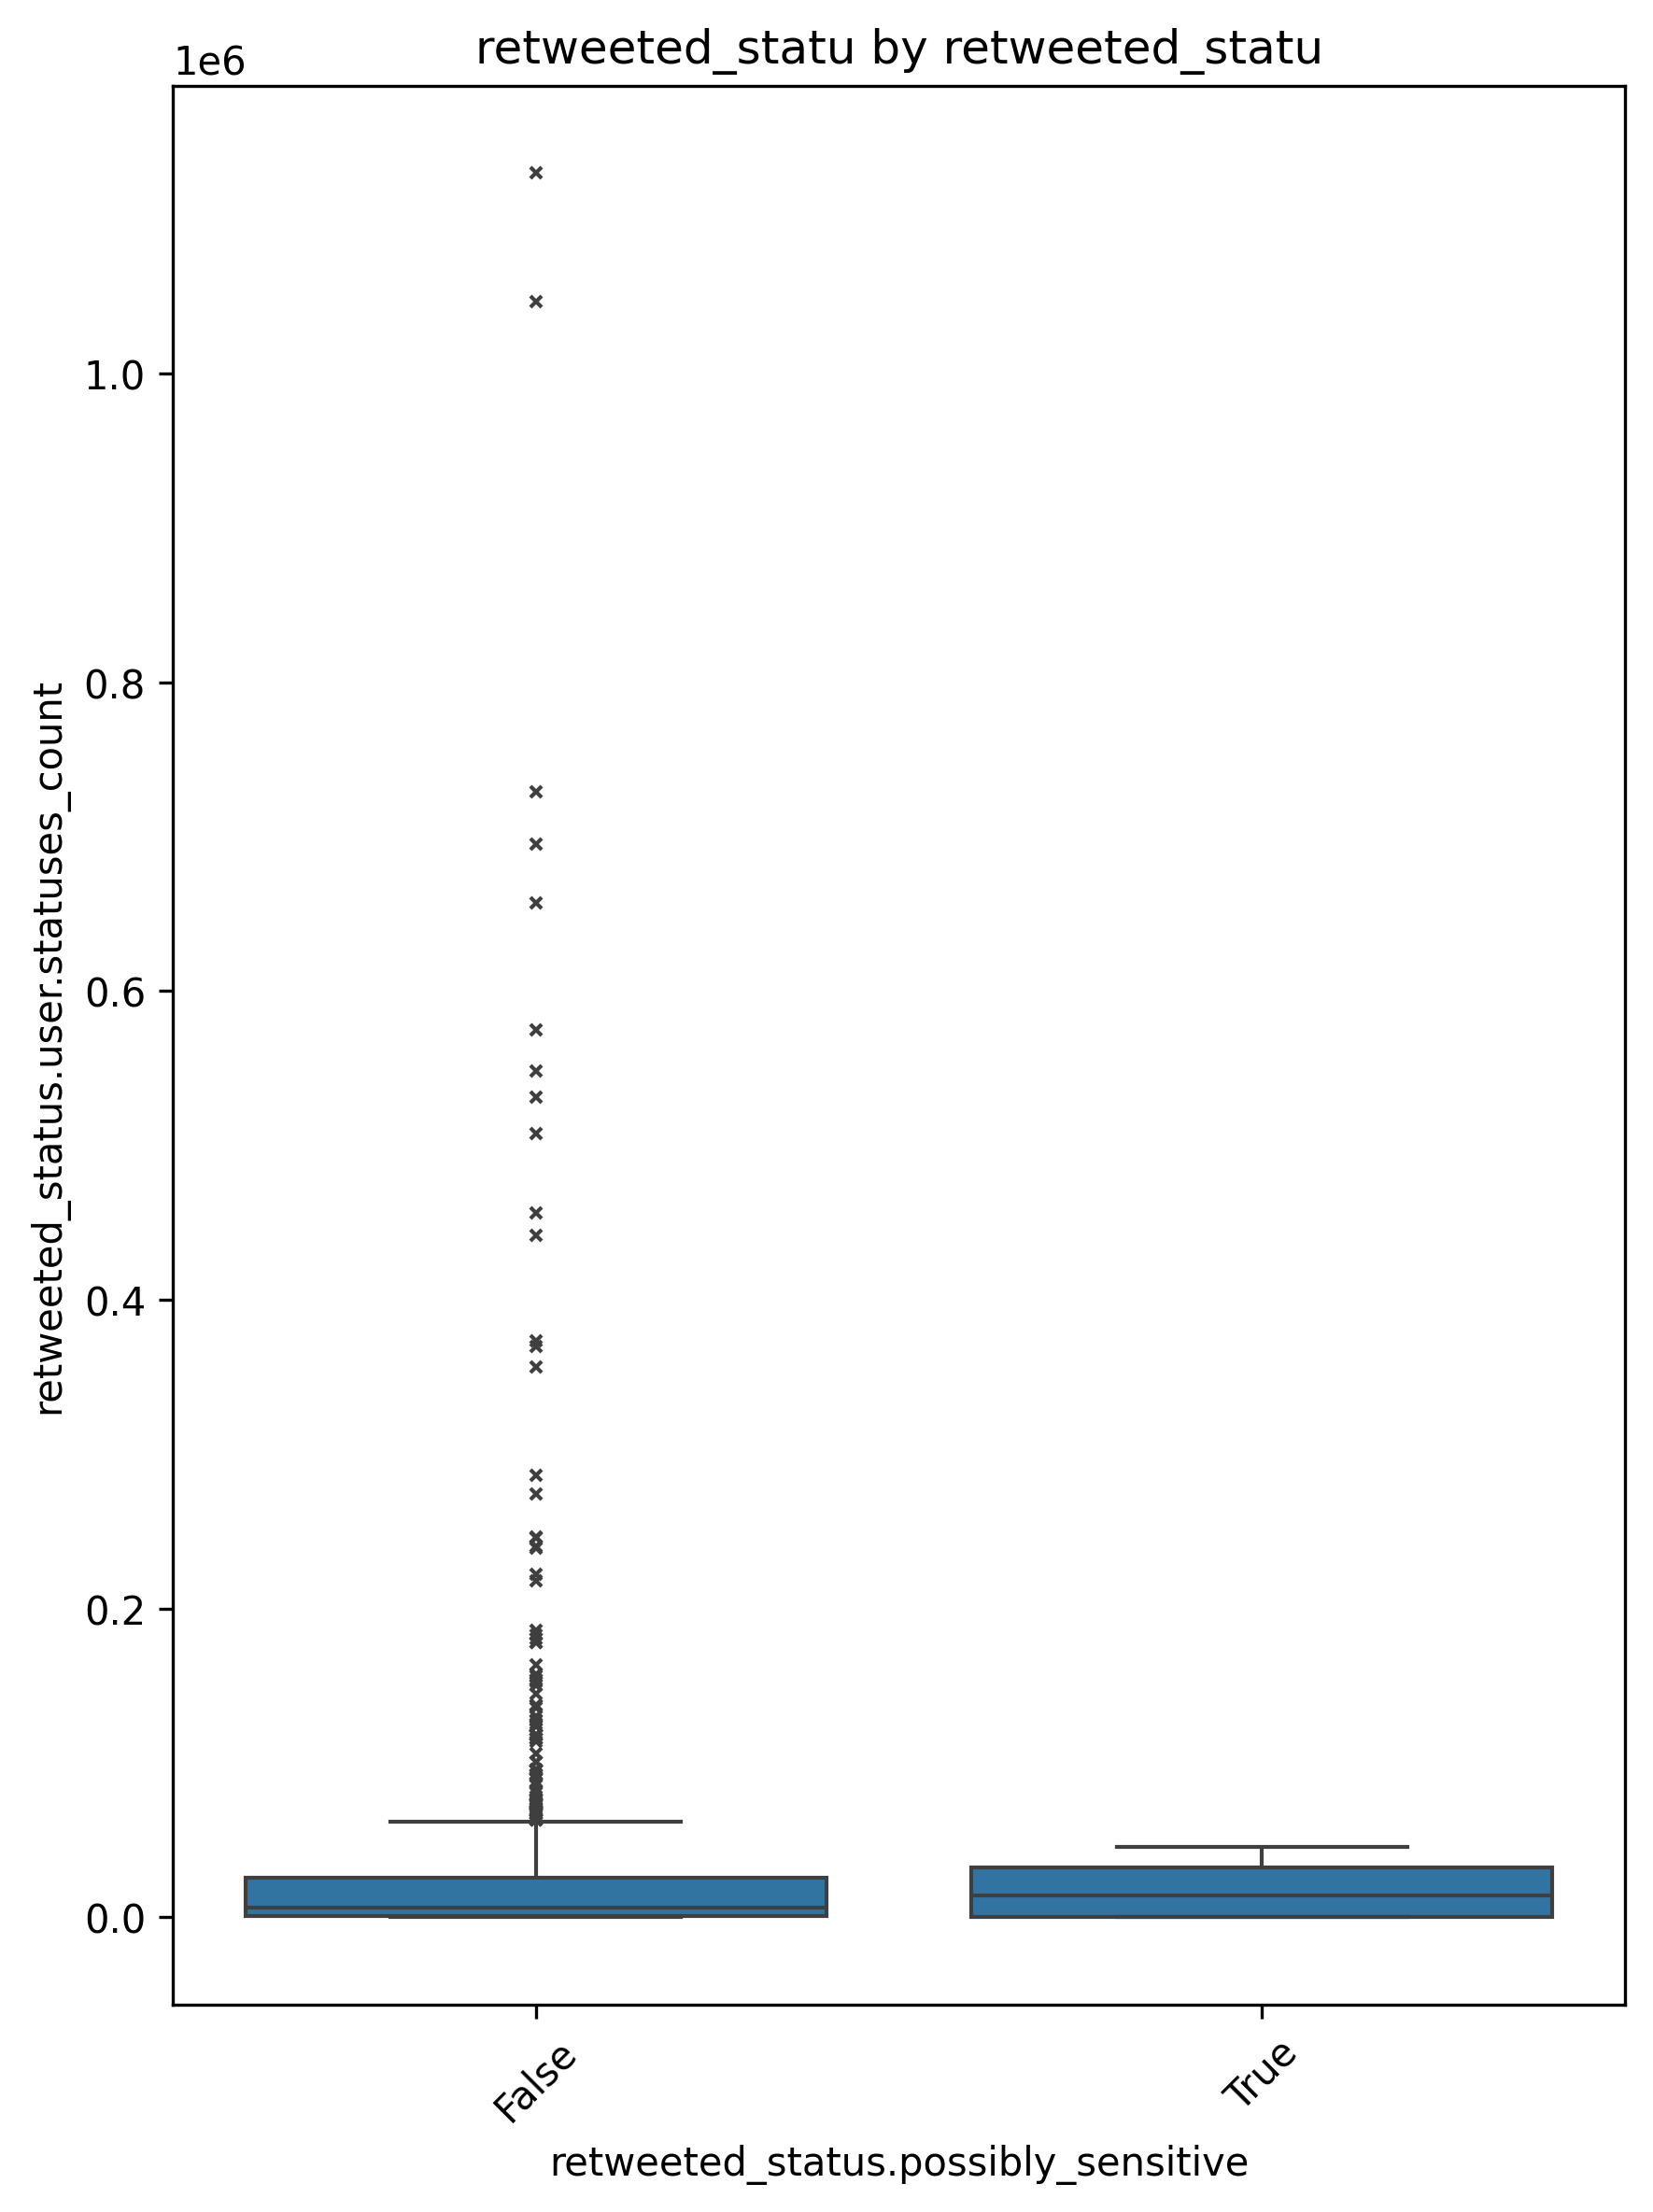 retweeted_statu by retweeted_statu
1e6
1.0
0.8
0.6
0.4
0.2
0.0
retweeted_status.user.statuses_count
False
True
retweeted_status.possibly_sensitive